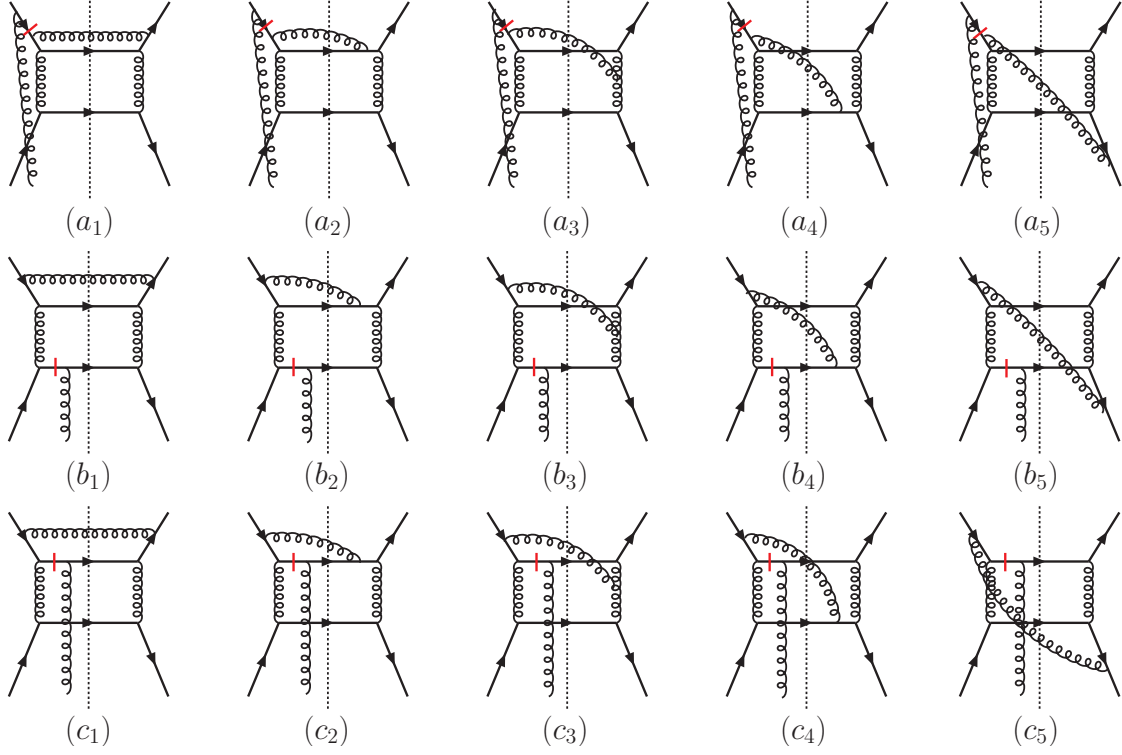 (a₁) (a₂) (a₃) (a₄) (a₅)
(b₁) (b₂) (b₃) (b₄) (b₅)
(c₁) (c₂) (c₃) (c₄) (c₅)